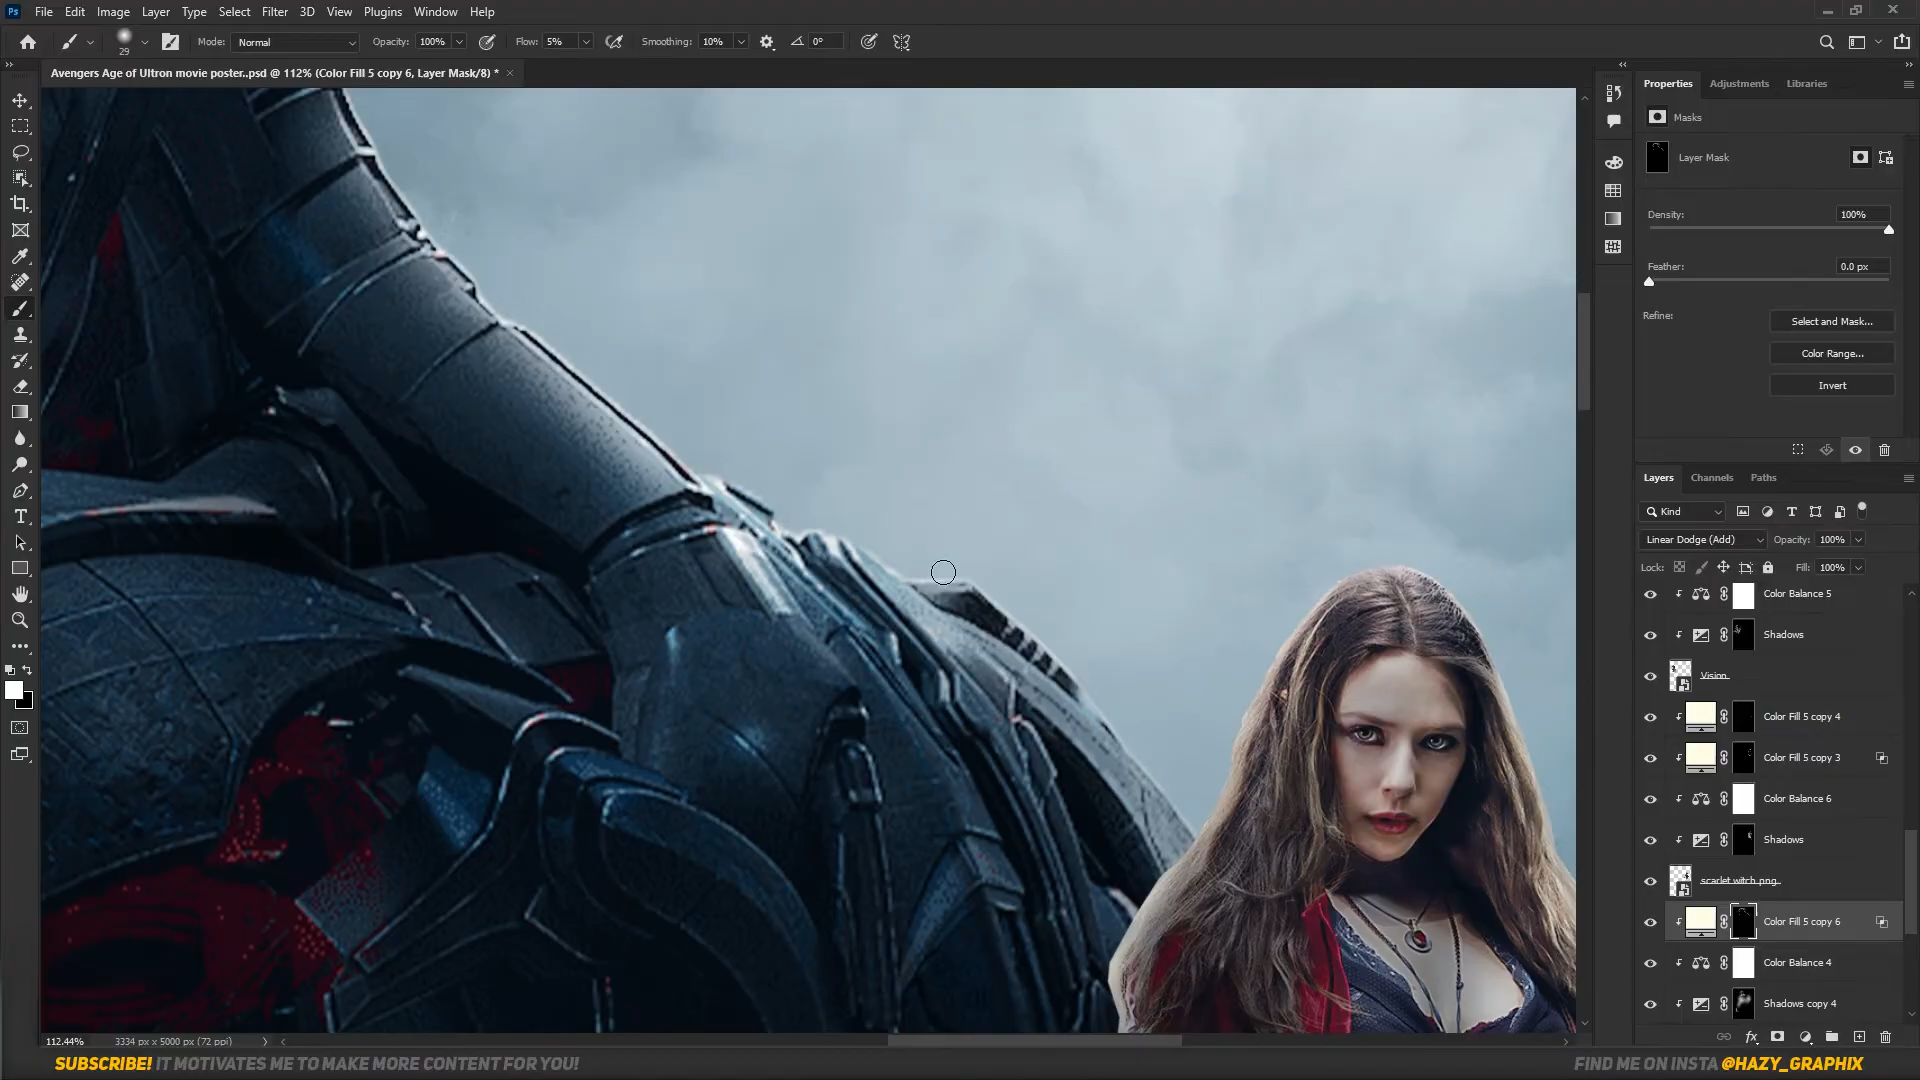 Ps File Edit Image Layer Type Select Filter 3D View Plugins Window Help
29 Mode: Normal Opacity: 100% Flow: 5% Smoothing: 10% 0°
Avengers Age of Ultron movie poster..psd @ 112% (Color Fill 5 copy 6, Layer Mask/8) *
Properties Adjustments Libraries
Masks
Layer Mask
Density: 100%
Feather: 0.0 px
Refine: Select and Mask...
Color Range...
Invert
Layers Channels Paths
Kind
Linear Dodge (Add) Opacity: 100%
Lock: Fill: 100%
Color Balance 5
Shadows
Vision
Color Fill 5 copy 4
Color Fill 5 copy 3
Color Balance 6
Shadows
scarlet witch png
Color Fill 5 copy 6
Color Balance 4
Shadows copy 4
112.44% 3334 px x 5000 px (72 ppi)
SUBSCRIBE! IT MOTIVATES ME TO MAKE MORE CONTENT FOR YOU!
FIND ME ON INSTA @HAZY_GRAPHIX